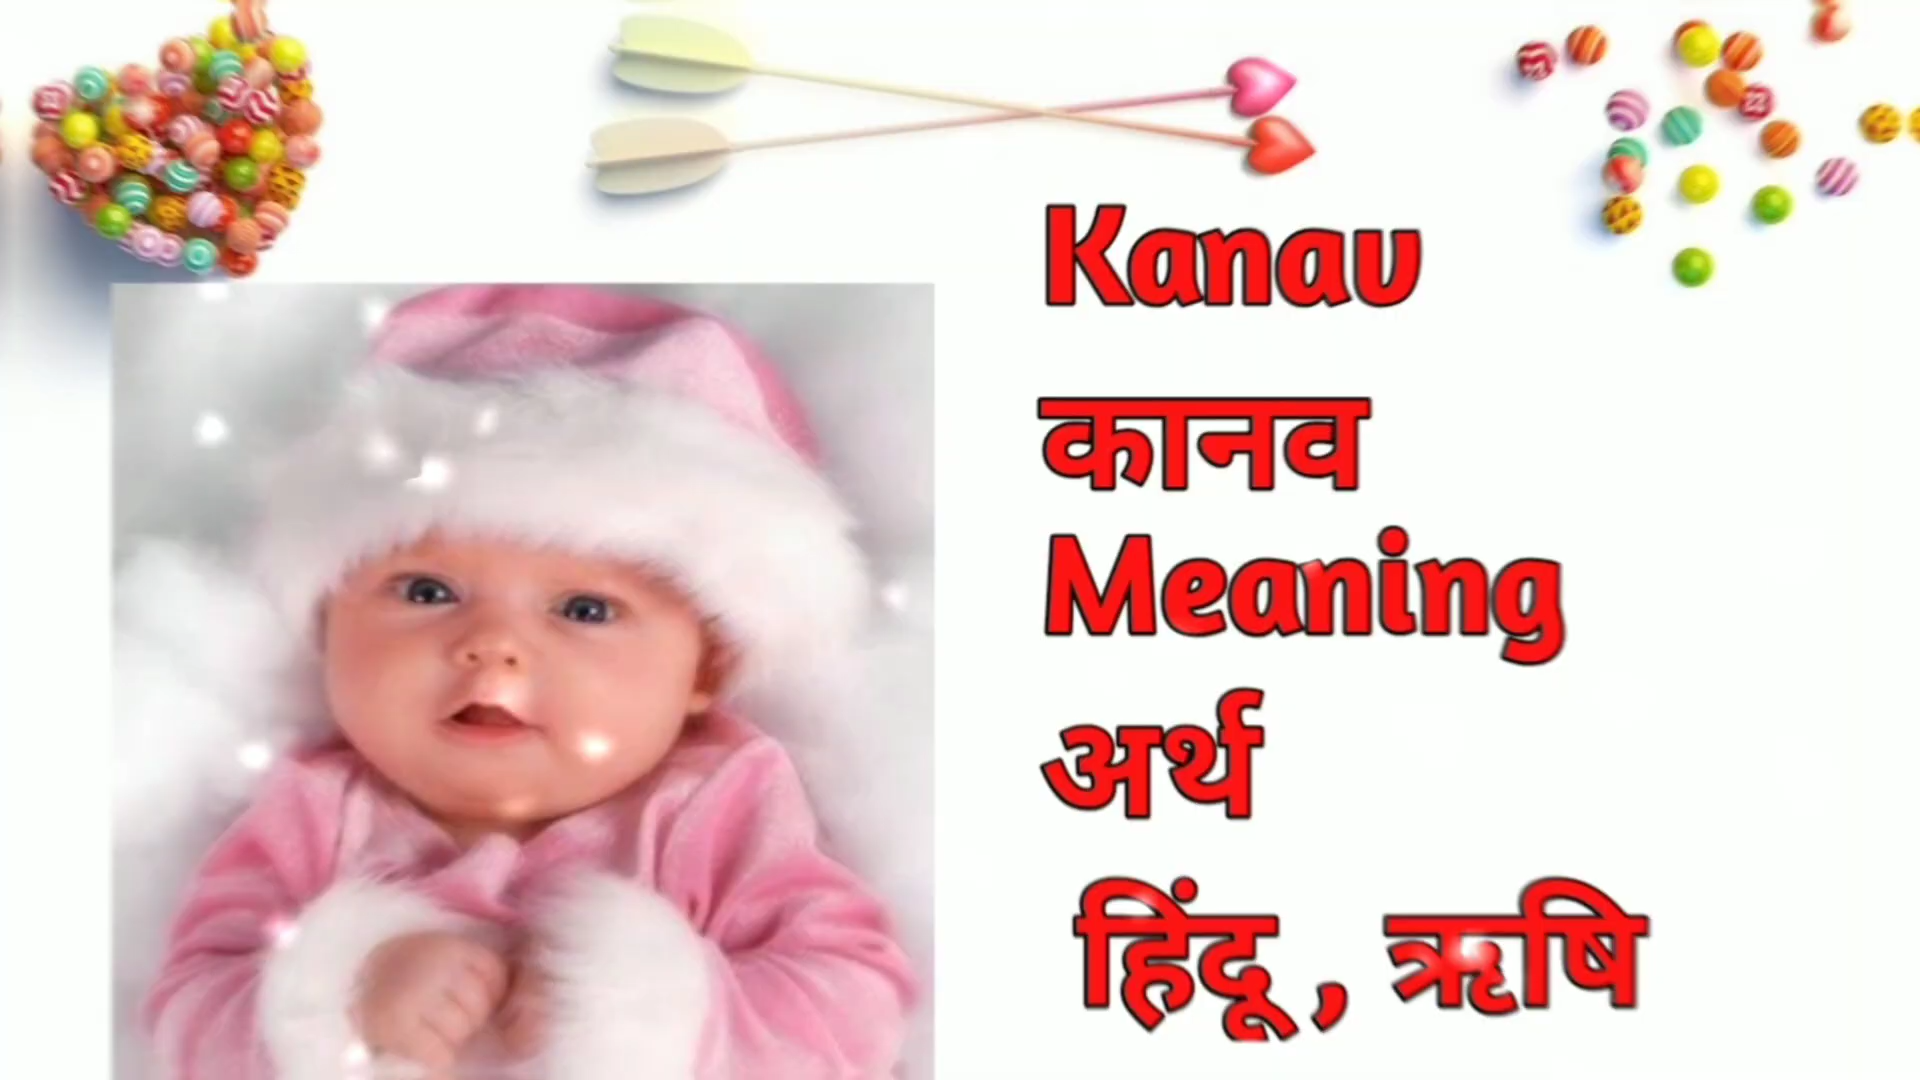 Kanav
कानव
Meaning
अर्थ
हिंदू , ऋषि